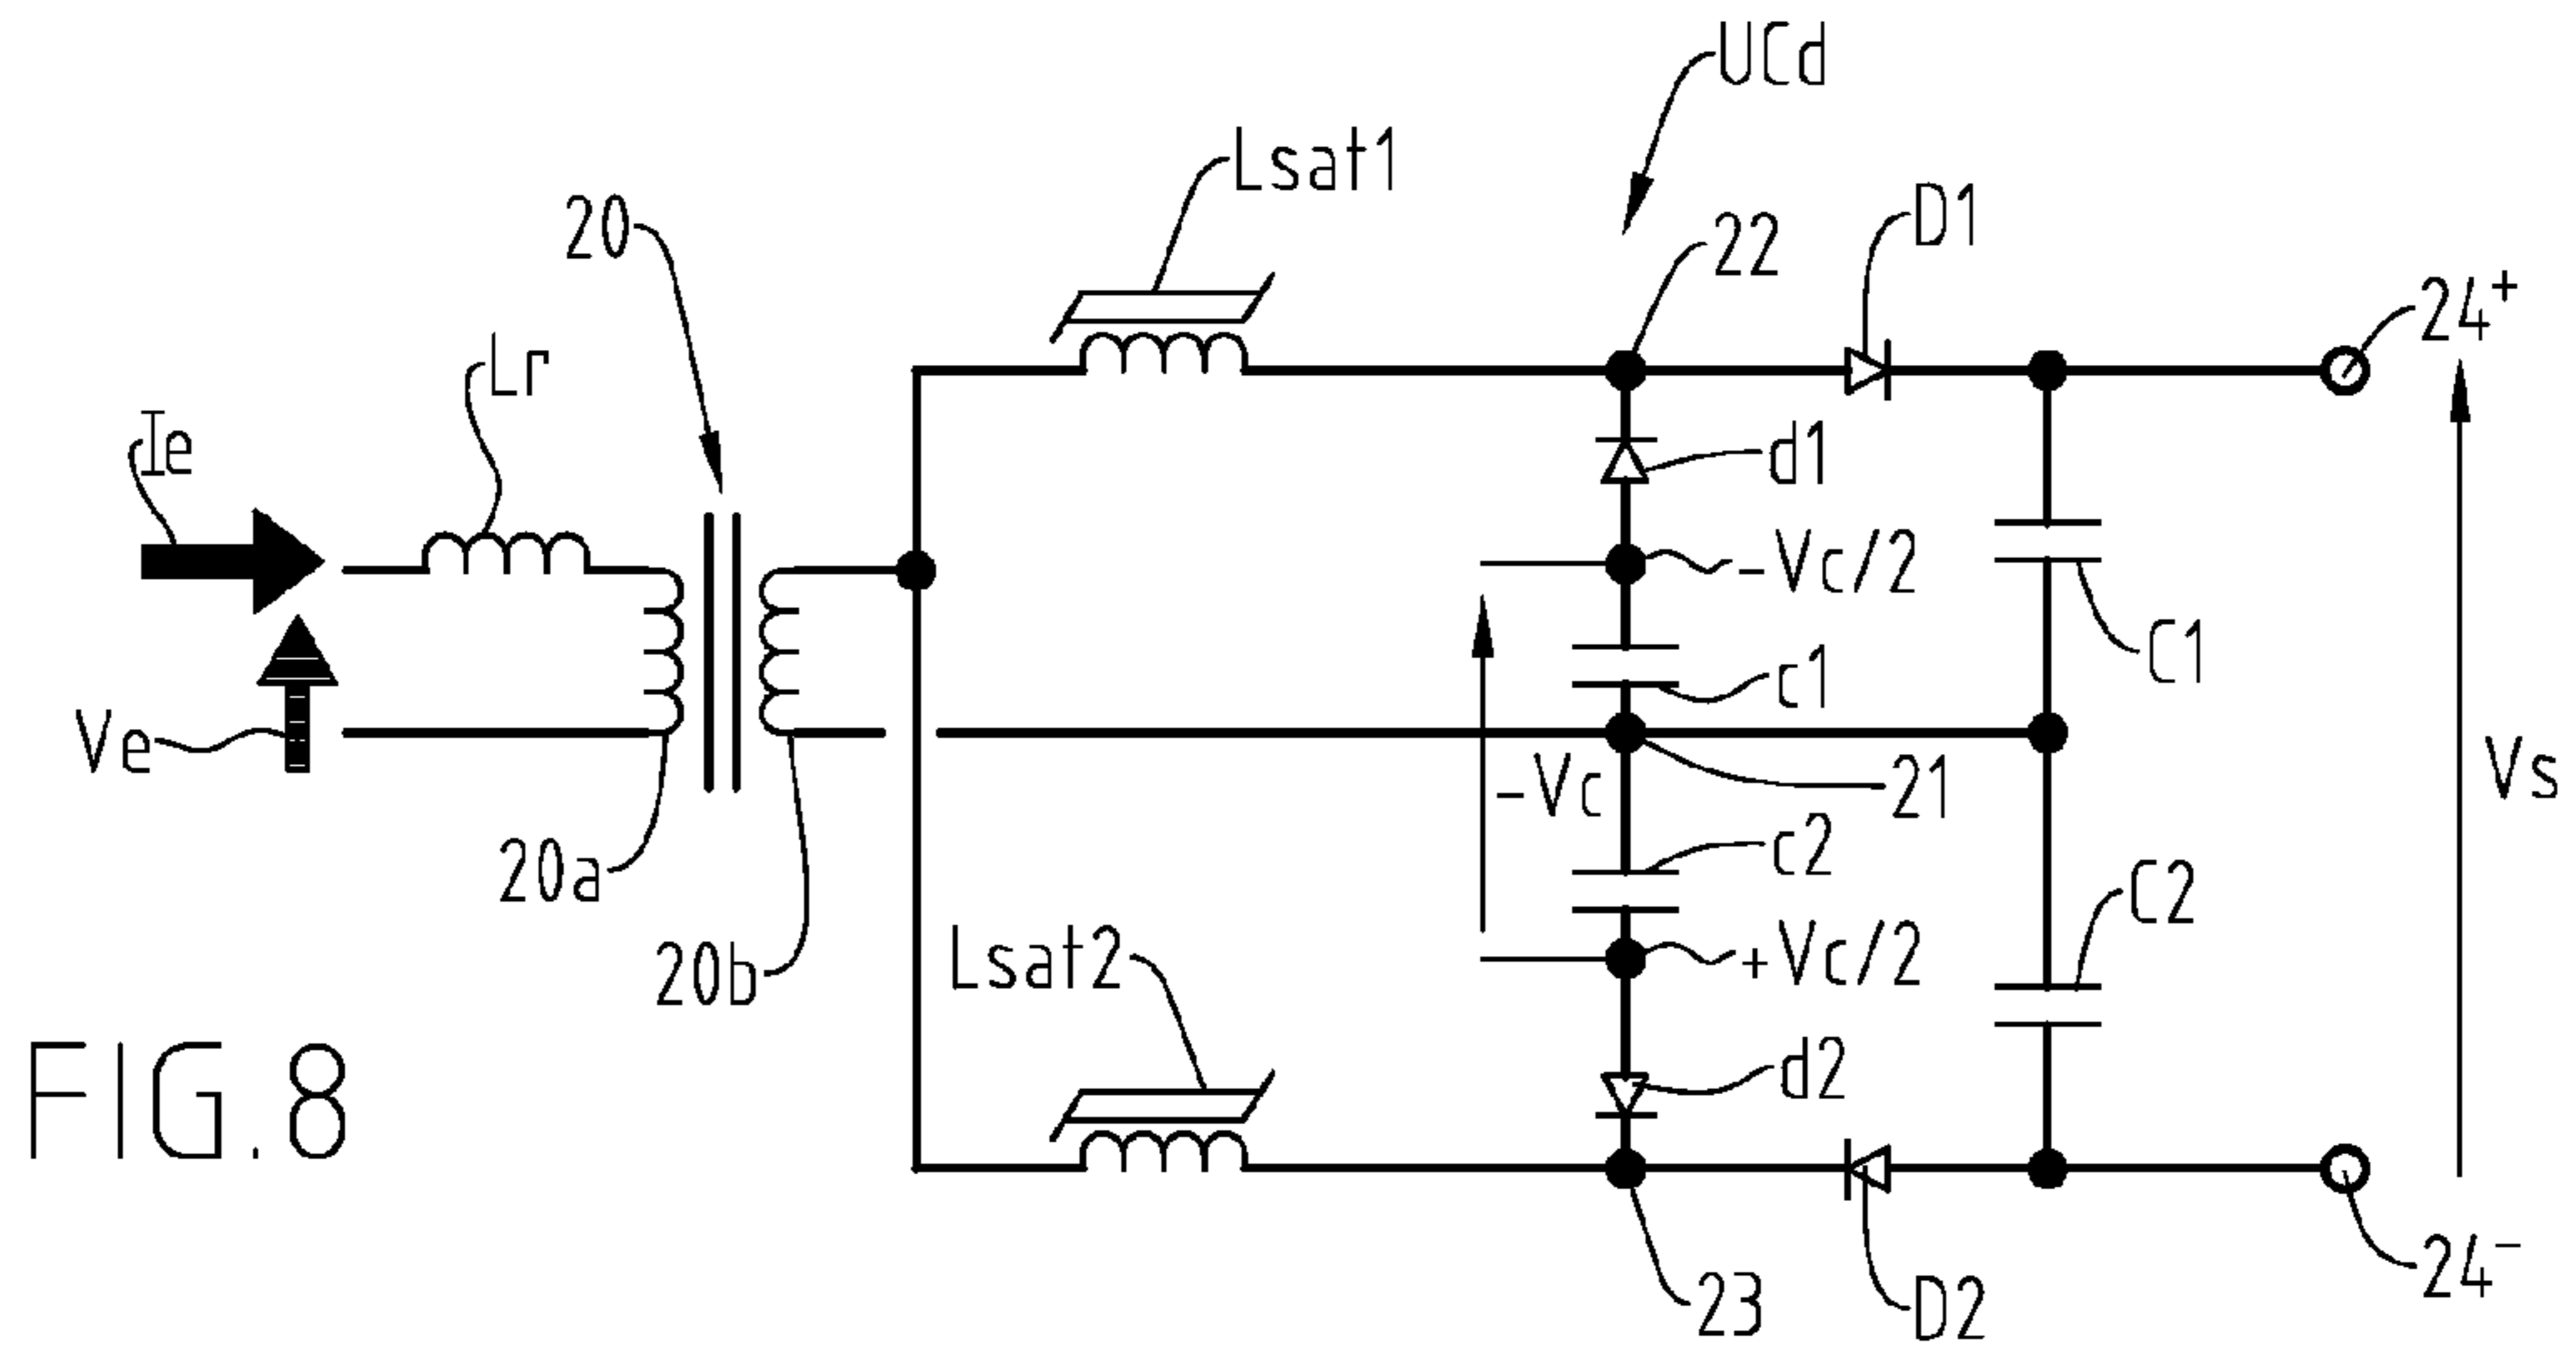 UCd
Lsat1
D1
20
22
24+
Lr
Ie
d1
-Vc/2
C1
c1
Ve
-Vc
21
Vs
20a
c2
C2
20b
Lsat2
+Vc/2
d2
FIG.8
23
D2
24-